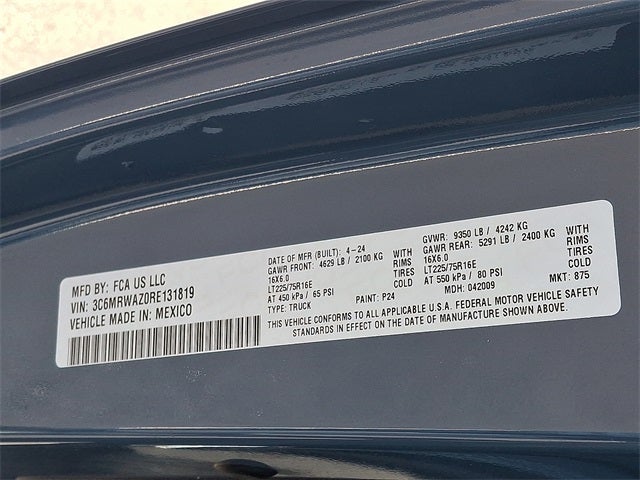 MFD BY: FCA US LLC
VIN: 3C6MRWAZ0RE131819
VEHICLE MADE IN: MEXICO
DATE OF MFR (BUILT): 4-24
GAWR FRONT: 4629 LB / 2100 KG
16X6.0 WITH RIMS
LT225/75R16E TIRES
AT 450 kPa / 65 PSI COLD
TYPE: TRUCK PAINT: P24
GVWR: 9350 LB / 4242 KG
GAWR REAR: 5291 LB / 2400 KG
16X6.0 WITH RIMS
LT225/75R16E TIRES
AT 550 kPa / 80 PSI COLD
MDH: 042009 MKT: 875
THIS VEHICLE CONFORMS TO ALL APPLICABLE U.S.A. FEDERAL MOTOR VEHICLE SAFETY
STANDARDS IN EFFECT ON THE DATE OF MANUFACTURE SHOWN ABOVE.